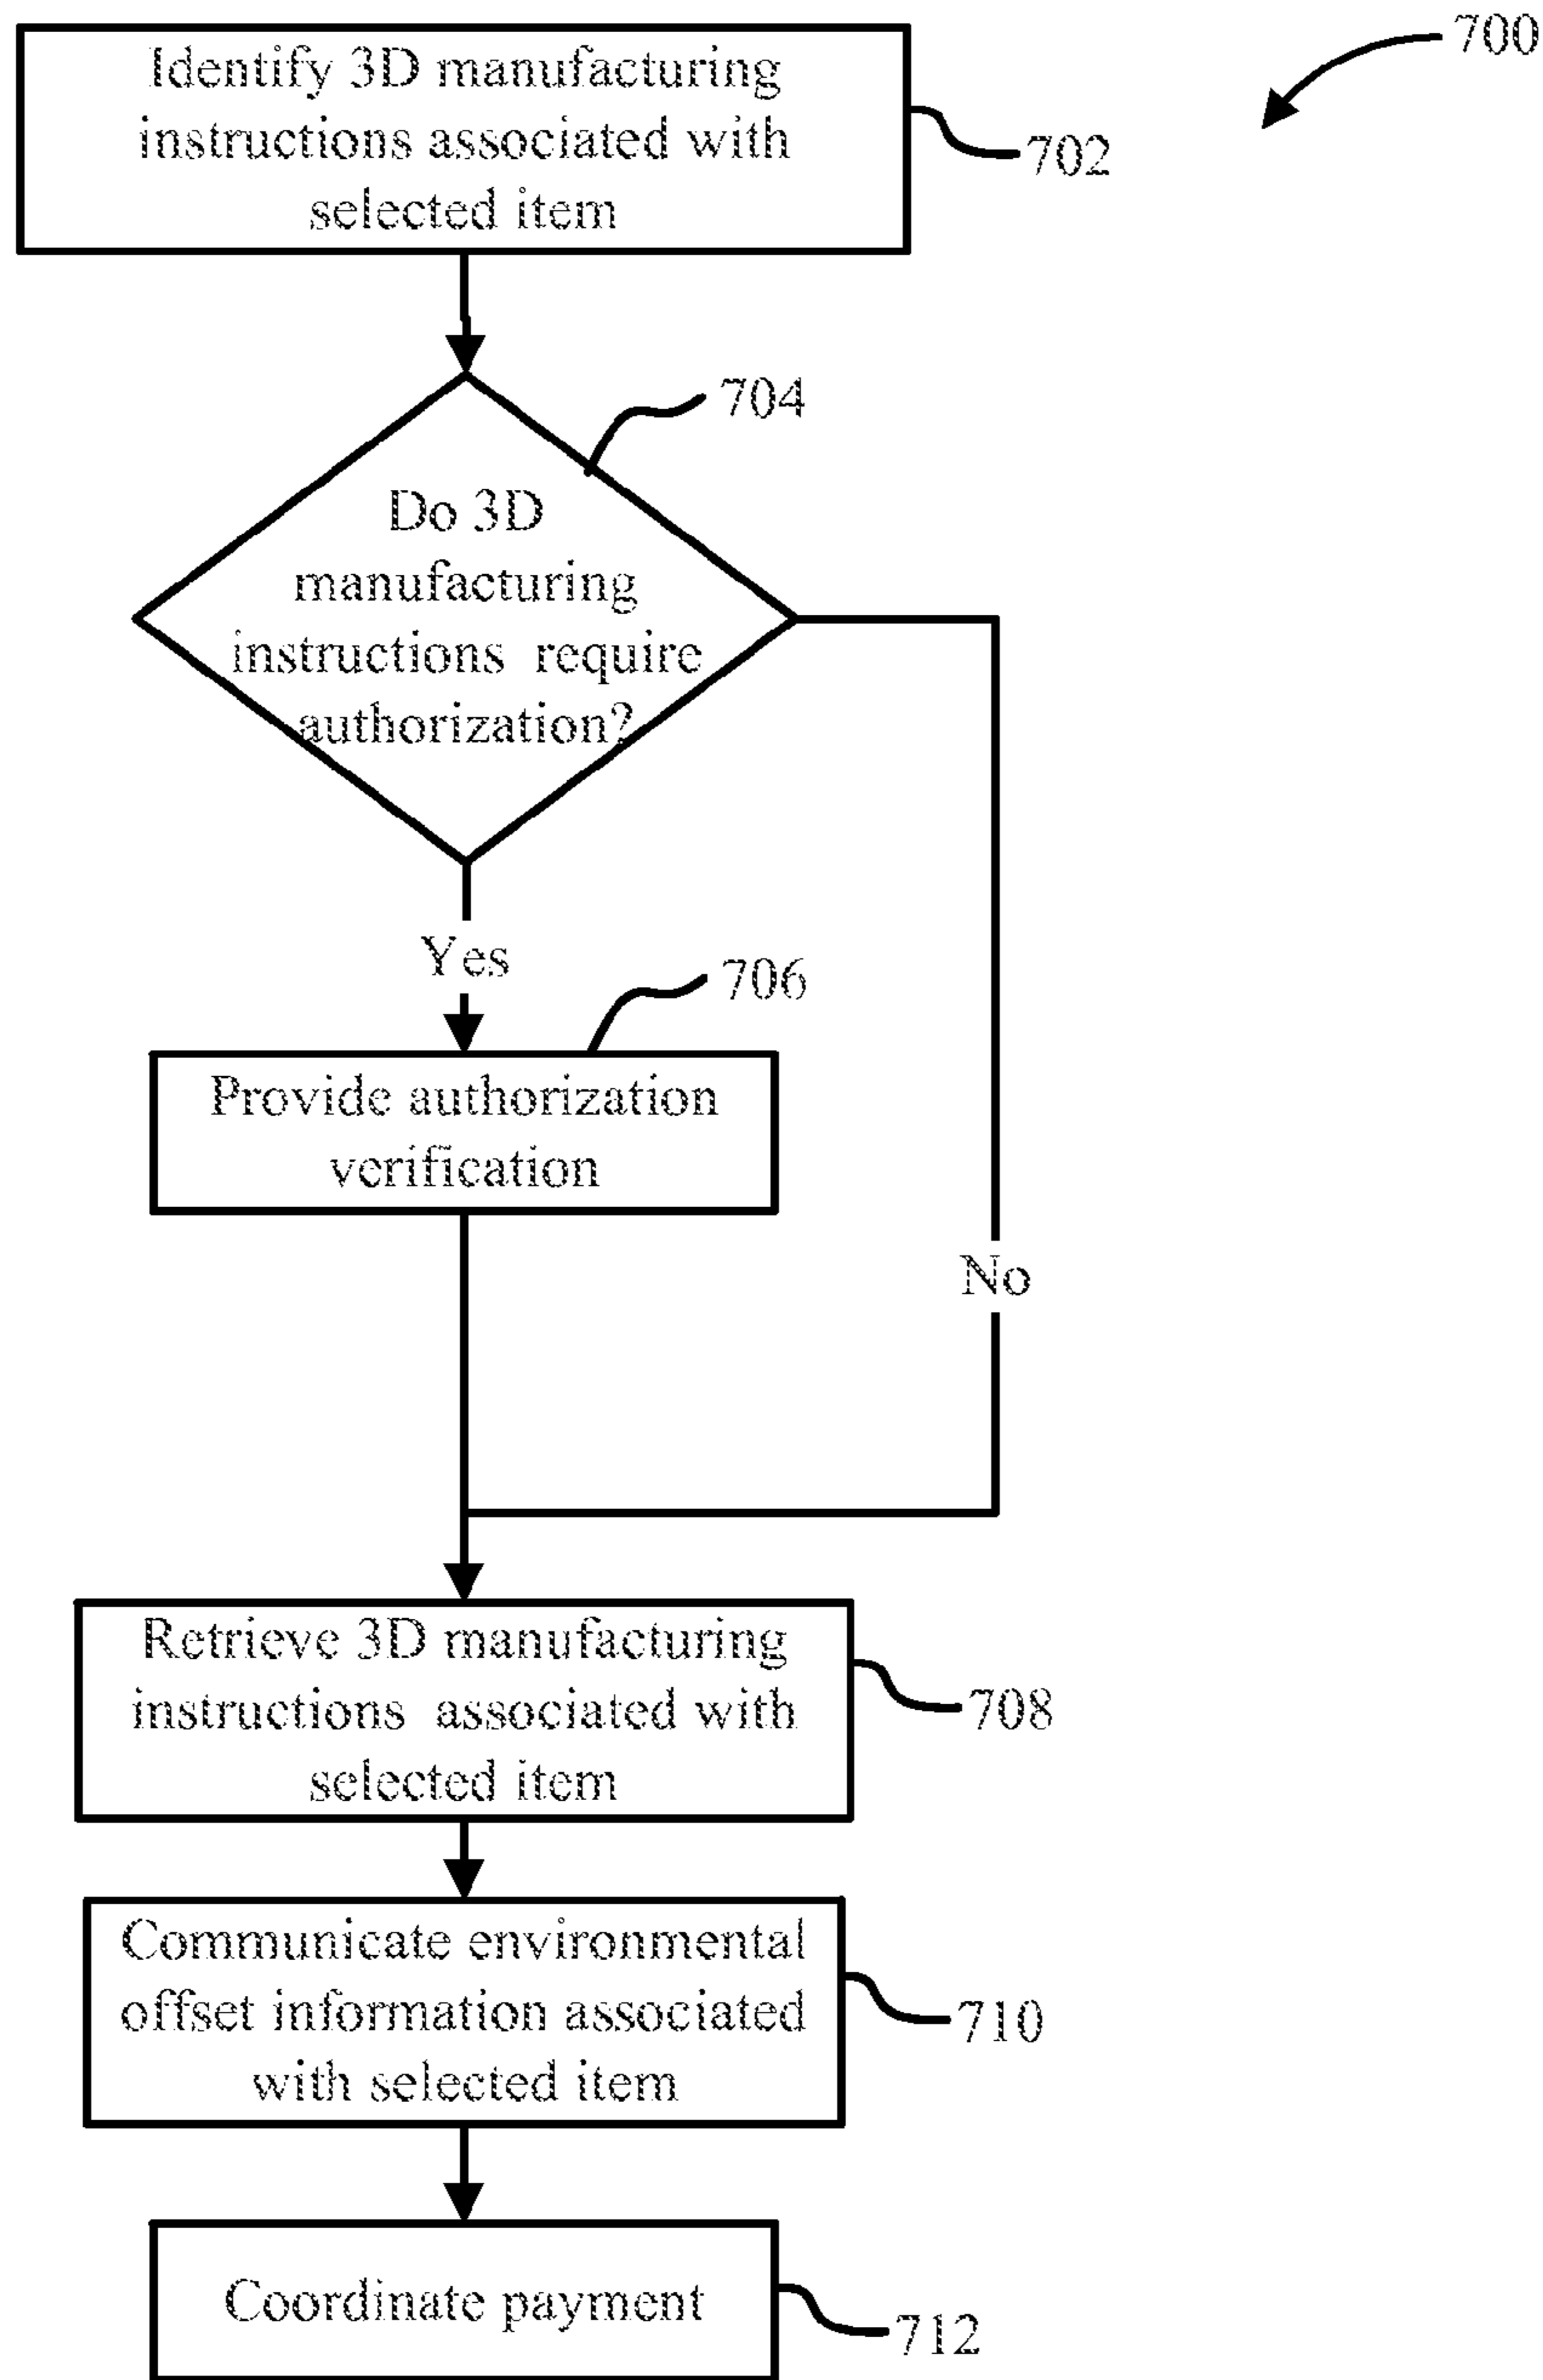 700
Identify 3D manufacturing
instructions associated with
selected item
702
704
Do 3D
manufacturing
instructions require
authorization?
Yes
706
Provide authorization
verification
No
Retrieve 3D manufacturing
instructions associated with
selected item
708
Communicate environmental
offset information associated
with selected item
710
Coordinate payment
712